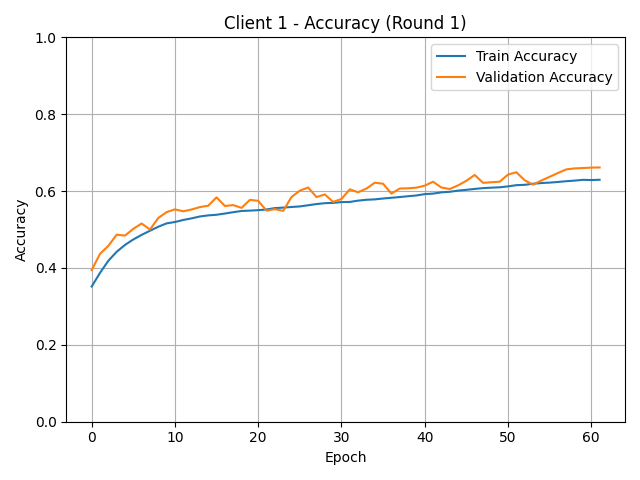 Client 1 - Accuracy (Round 1)
Train Accuracy
Validation Accuracy
1.0
0.8
0.6
0.4
0.2
0.0
Accuracy
0 10 20 30 40 50 60
Epoch